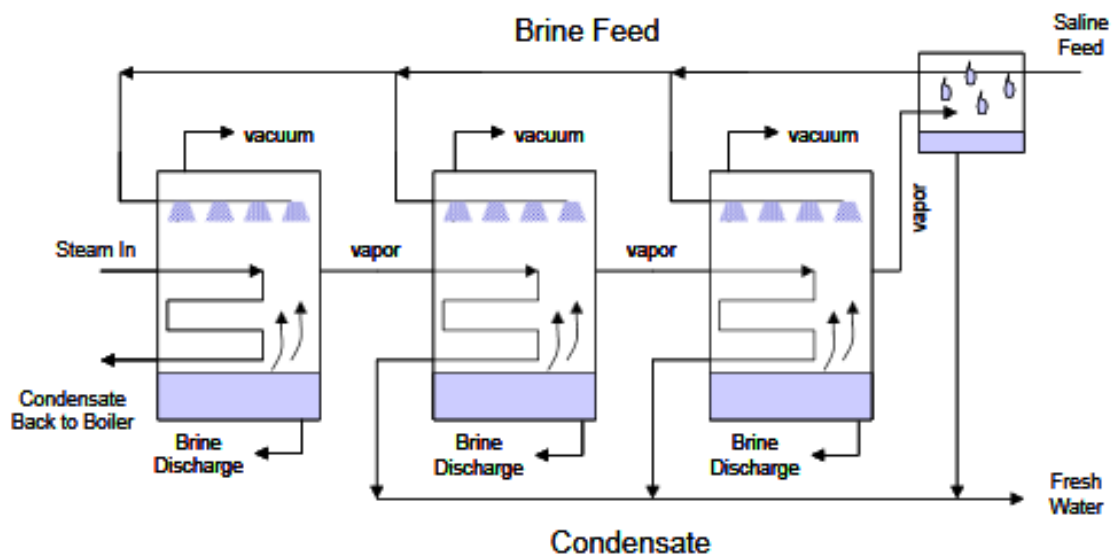 Brine Feed
Saline
Feed
vacuum
vacuum
vacuum
vapor
Steam In
vapor
vapor
Condensate
Back to Boiler
Brine
Discharge
Brine
Discharge
Brine
Discharge
Fresh
Water
Condensate